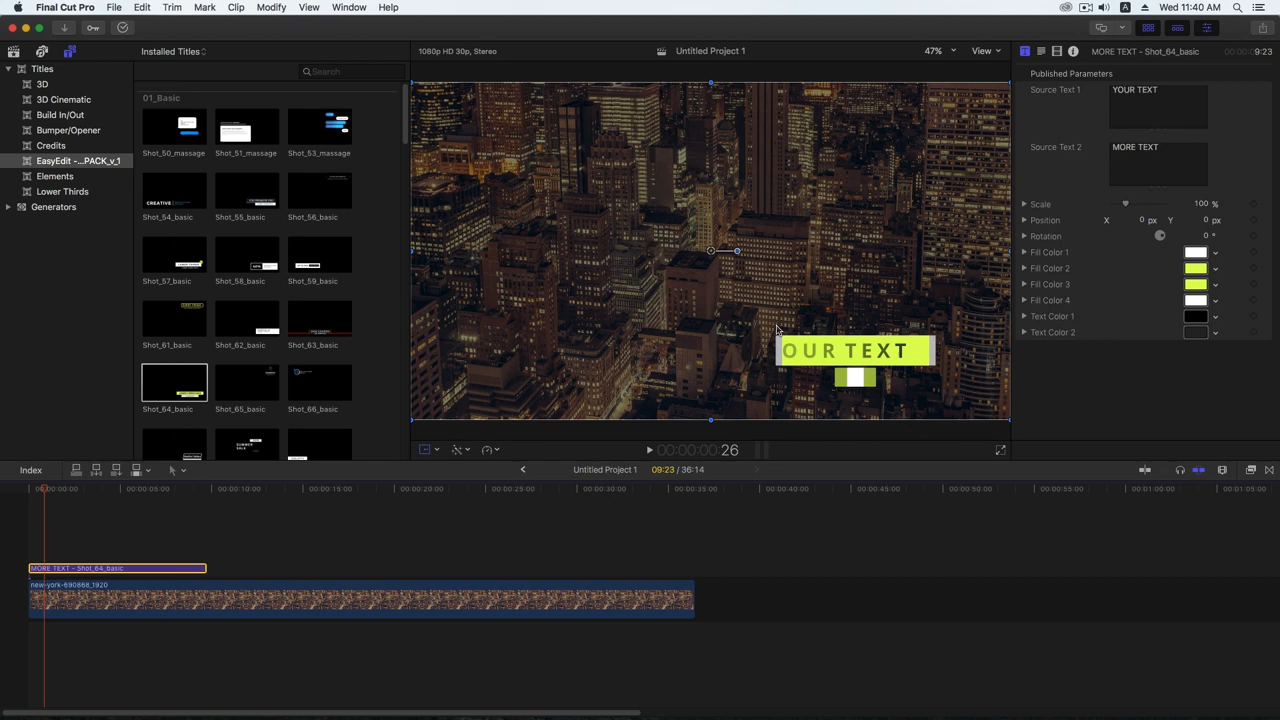 Final Cut Pro File Edit Trim Mark Clip Modify View Window Help
A Wed 11:40 AM
Installed Titles
1080p HD 30p, Stereo
Untitled Project 1
47%
View
MORE TEXT - Shot_64_basic
9:23
Titles
3D
3D Cinematic
Build In/Out
Bumper/Opener
Credits
EasyEdit -...PACK_v_1
Elements
Lower Thirds
Generators
Search
01_Basic
Shot_50_massage
Shot_51_massage
Shot_53_massage
CREATIVE
Shot_54_basic
Shot_55_basic
Shot_56_basic
Shot_57_basic
Shot_58_basic
Shot_59_basic
Shot_61_basic
Shot_62_basic
Shot_63_basic
Shot_64_basic
Shot_65_basic
Shot_66_basic
SUMMER
SALE
OUR TEXT
Published Parameters
Source Text 1
YOUR TEXT
Source Text 2
MORE TEXT
Scale
100 %
Position
X 0 px Y 0 px
Rotation
0 °
Fill Color 1
Fill Color 2
Fill Color 3
Fill Color 4
Text Color 1
Text Color 2
00:00:00:26
Index
Untitled Project 1
09:23 / 36:14
00:00:00:00
00:00:05:00
00:00:10:00
00:00:15:00
00:00:20:00
00:00:25:00
00:00:30:00
00:00:35:00
00:00:40:00
00:00:45:00
00:00:50:00
00:00:55:00
00:01:00:00
00:01:05:00
MORE TEXT - Shot_64_basic
new-york-690868_1920